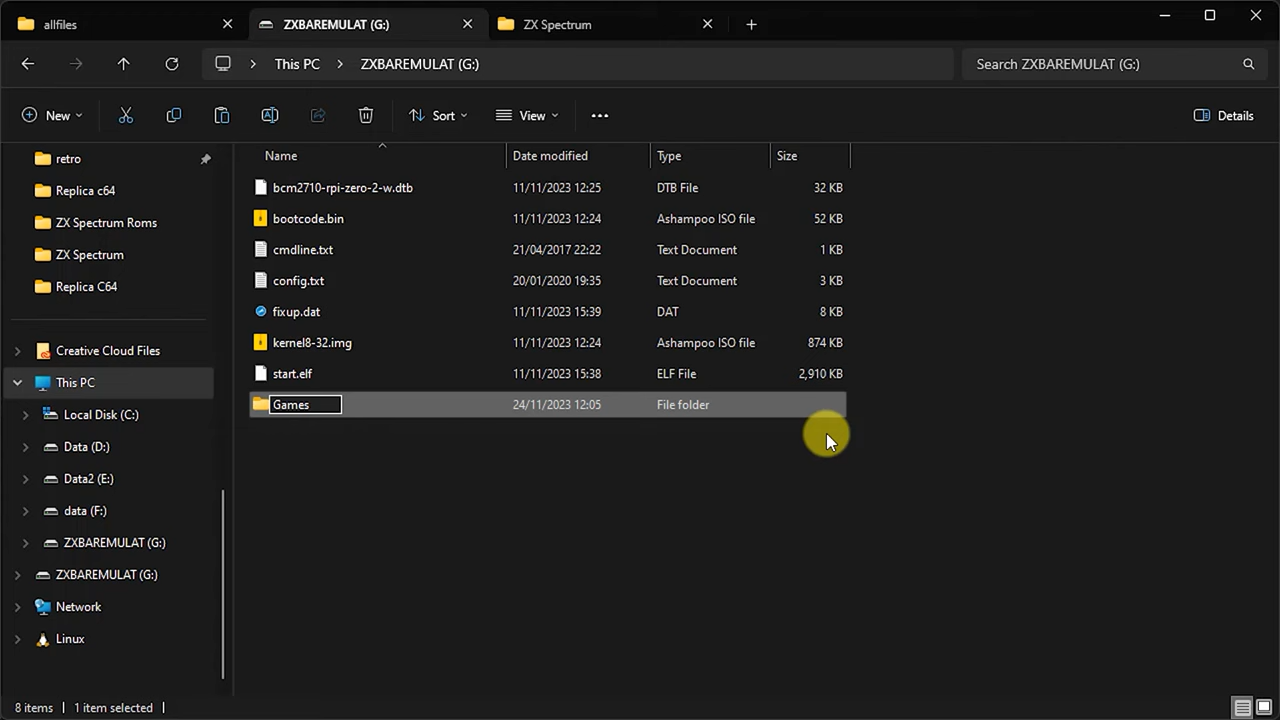 allfiles
ZXBAREMULAT (G:)
ZX Spectrum
This PC
ZXBAREMULAT (G:)
Search ZXBAREMULAT (G:)
New
Sort
View
Details
retro
Replica c64
ZX Spectrum Roms
ZX Spectrum
Replica C64
Creative Cloud Files
This PC
Local Disk (C:)
Data (D:)
Data2 (E:)
data (F:)
ZXBAREMULAT (G:)
ZXBAREMULAT (G:)
Network
Linux
Name Date modified Type Size
bcm2710-rpi-zero-2-w.dtb 11/11/2023 12:25 DTB File 32 KB
bootcode.bin 11/11/2023 12:24 Ashampoo ISO file 52 KB
cmdline.txt 21/04/2017 22:22 Text Document 1 KB
config.txt 20/01/2020 19:35 Text Document 3 KB
fixup.dat 11/11/2023 15:39 DAT 8 KB
kernel8-32.img 11/11/2023 12:24 Ashampoo ISO file 874 KB
start.elf 11/11/2023 15:38 ELF File 2,910 KB
Games 24/11/2023 12:05 File folder
8 items 1 item selected